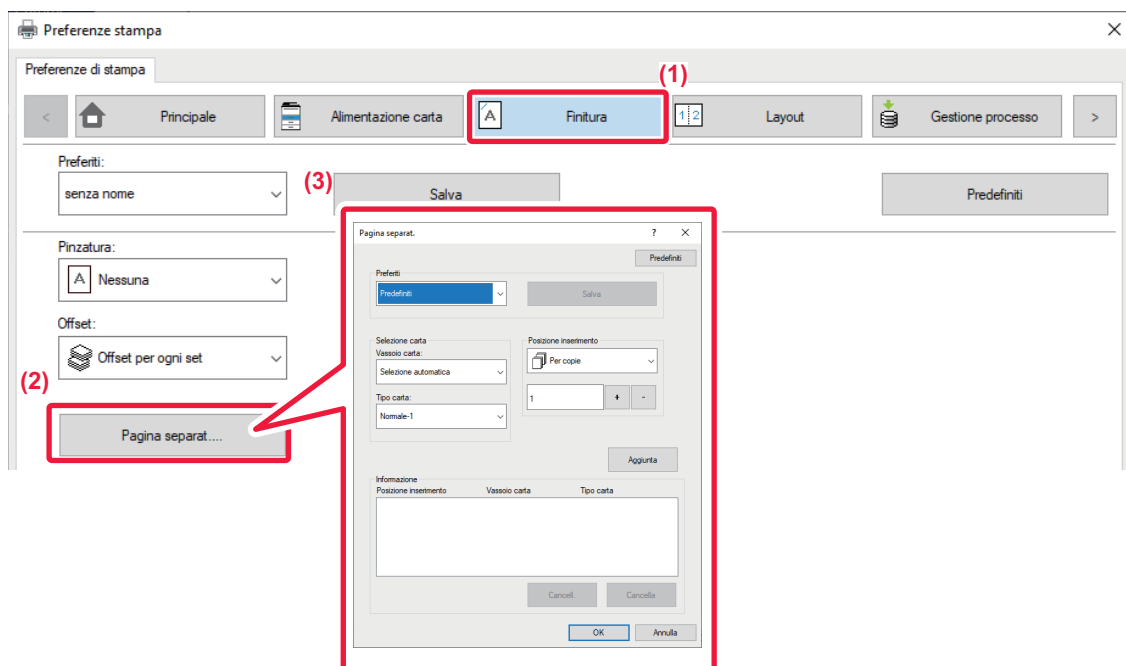 Preferenze stampa
Preferenze di stampa
(1)
< Principale Alimentazione carta A Finitura 1 2 Layout Gestione processo >
Preferiti:
senza nome
(3)
Salva
Predefiniti
Pinzatura:
A Nessuna
Offset:
Offset per ogni set
(2)
Pagina separat....
Pagina separat. ?
Predefiniti
Preferiti
Predefiniti
Salva
Selezione carta
Vassoio carta:
Selezione automatica
Tipo carta:
Normale-1
Posizione inserimento
Per copie
1 + -
Aggiunta
Informazione
Posizione inserimento Vassoio carta Tipo carta
Cancell. Cancella
OK Annulla